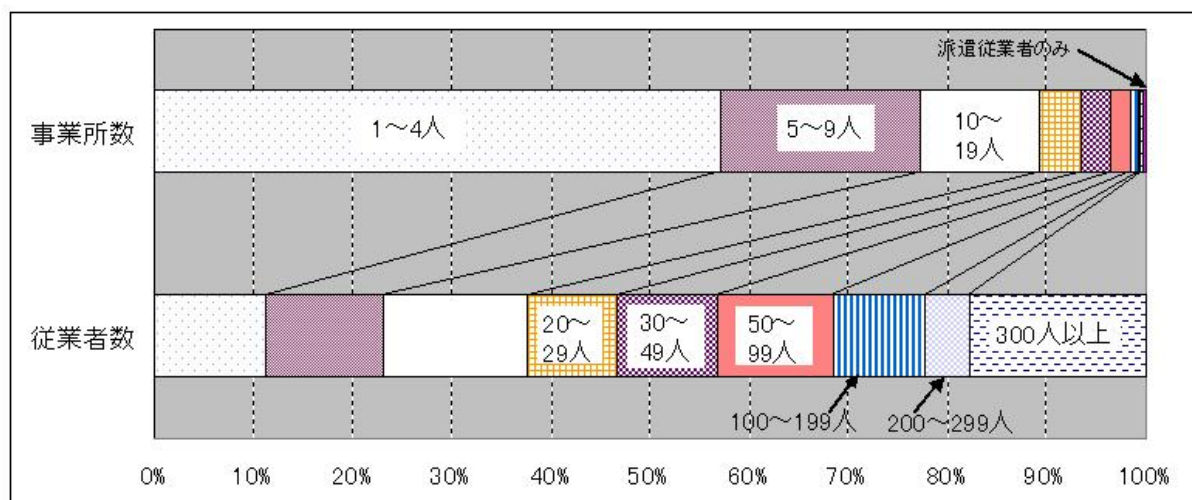 派遣従業者のみ
事業所数
1～4人
5～9人
10～
19人
従業者数
20～
29人
30～
49人
50～
99人
300人以上
100～199人
200～299人
0%
10%
20%
30%
40%
50%
60%
70%
80%
90%
100%